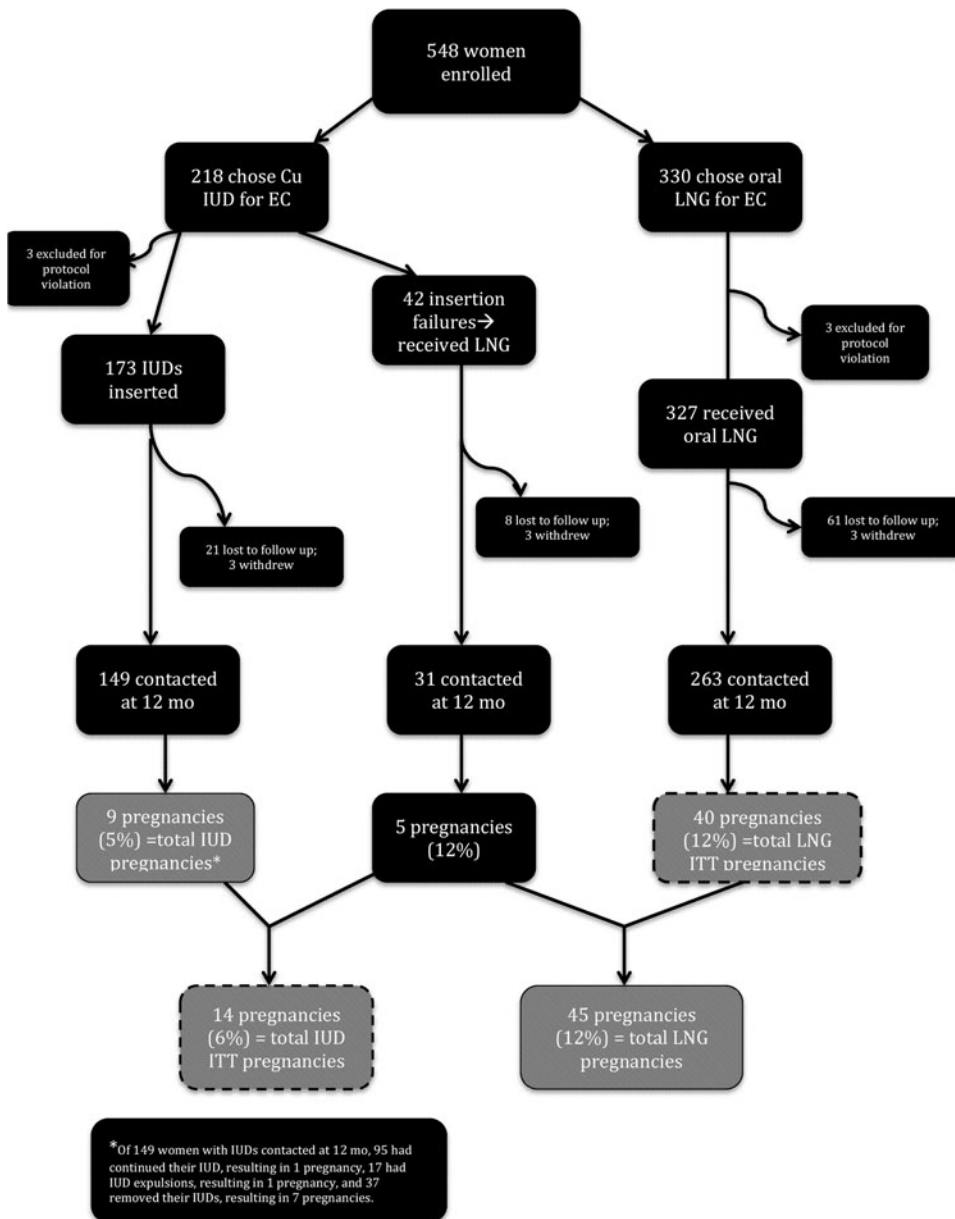 548 women
enrolled
218 chose Cu
IUD for EC
330 chose oral
LNG for EC
3 excluded for
protocol
violation
42 insertion
failures→
received LNG
3 excluded for
protocol
violation
173 IUDs
inserted
327 received
oral LNG
21 lost to follow up;
3 withdrew
8 lost to follow up;
3 withdrew
61 lost to follow up;
3 withdrew
149 contacted
at 12 mo
31 contacted
at 12 mo
263 contacted
at 12 mo
9 pregnancies
(5%) =total IUD
pregnancies*
5 pregnancies
(12%)
40 pregnancies
(12%) =total LNG
ITT pregnancies
14 pregnancies
(6%) = total IUD
ITT pregnancies
45 pregnancies
(12%) = total LNG
pregnancies
*Of 149 women with IUDs contacted at 12 mo, 95 had
continued their IUD, resulting in 1 pregnancy, 17 had
IUD expulsions, resulting in 1 pregnancy, and 37
removed their IUDs, resulting in 7 pregnancies.